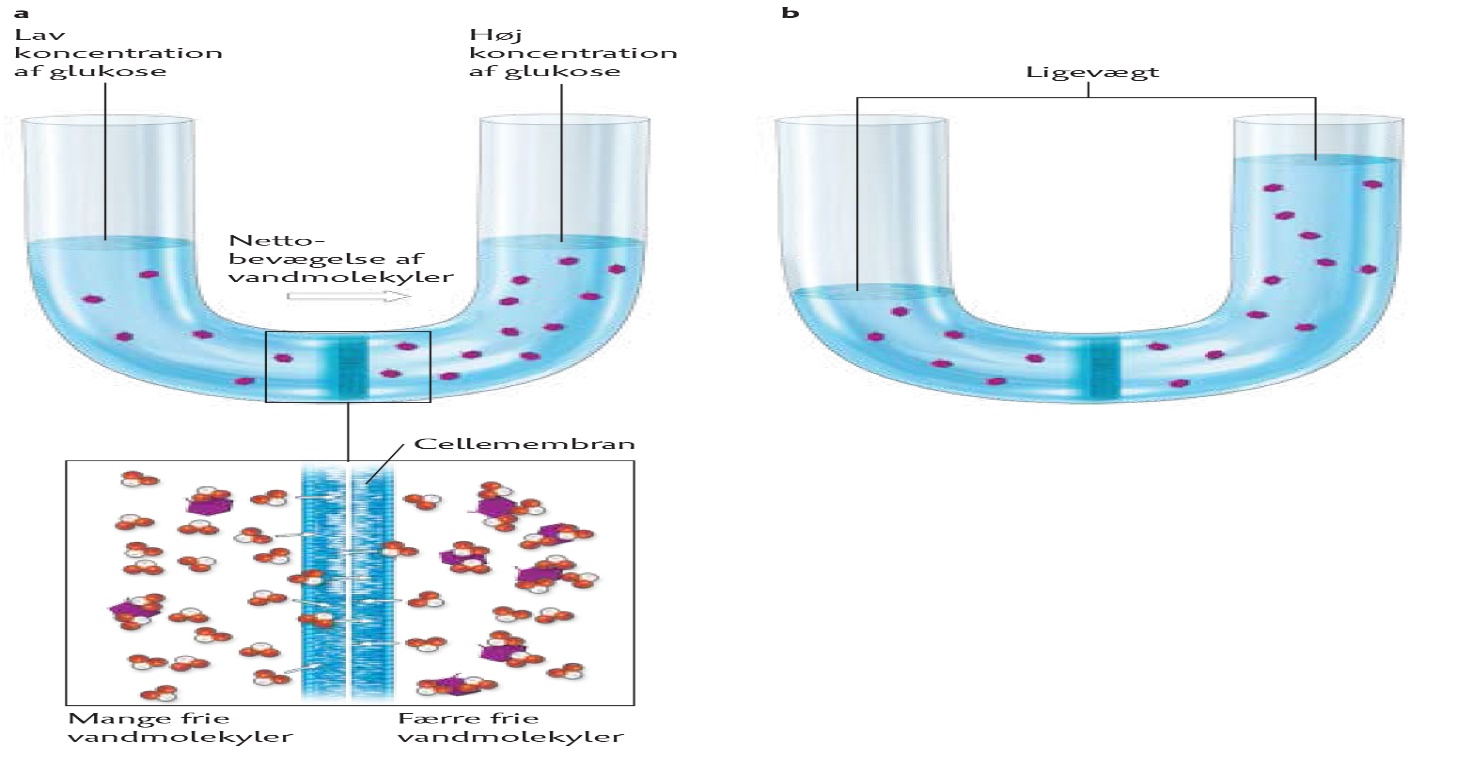 a
Lav
koncentration
af glukose
Høj
koncentration
af glukose
Netto-
bevægelse af
vandmolekyler
Cellemembran
Mange frie
vandmolekyler
Færre frie
vandmolekyler
b
Ligevægt